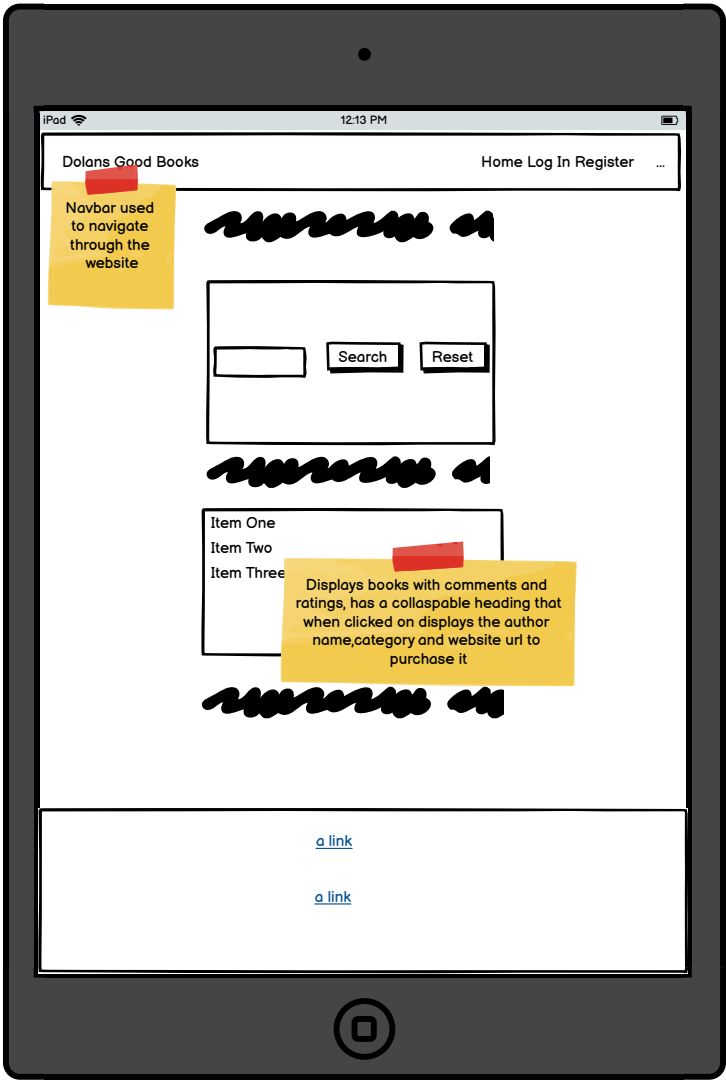 iPad 12:13 PM
Dolans Good Books Home Log In Register ...
Navbar used
to navigate
through the
website
Search Reset
Item One
Item Two
Item Three
Displays books with comments and
ratings, has a collaspable heading that
when clicked on displays the author
name,category and website url to
purchase it
a link
a link